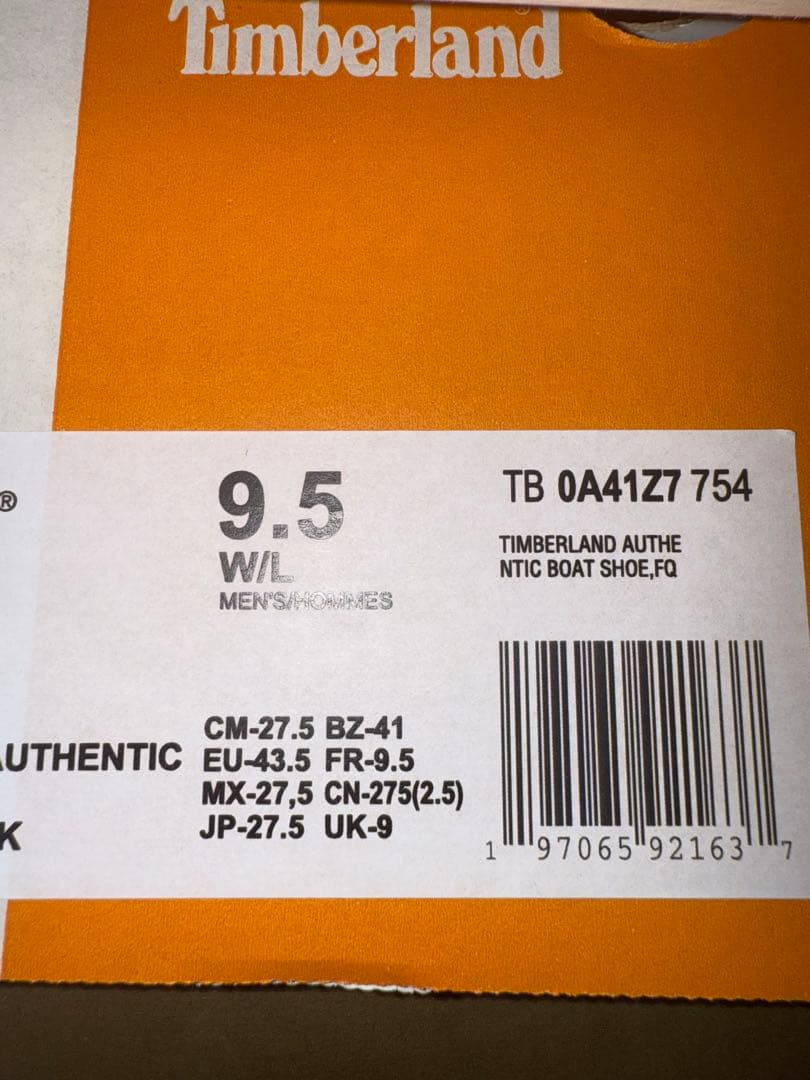 Timberland
®
9.5
W/L
MEN'S/HOMMES
TB 0A41Z7 754
TIMBERLAND AUTHE
NTIC BOAT SHOE,FQ
AUTHENTIC
K
CM-27.5 BZ-41
EU-43.5 FR-9.5
MX-27,5 CN-275(2.5)
JP-27.5 UK-9
1 97065 92163 7